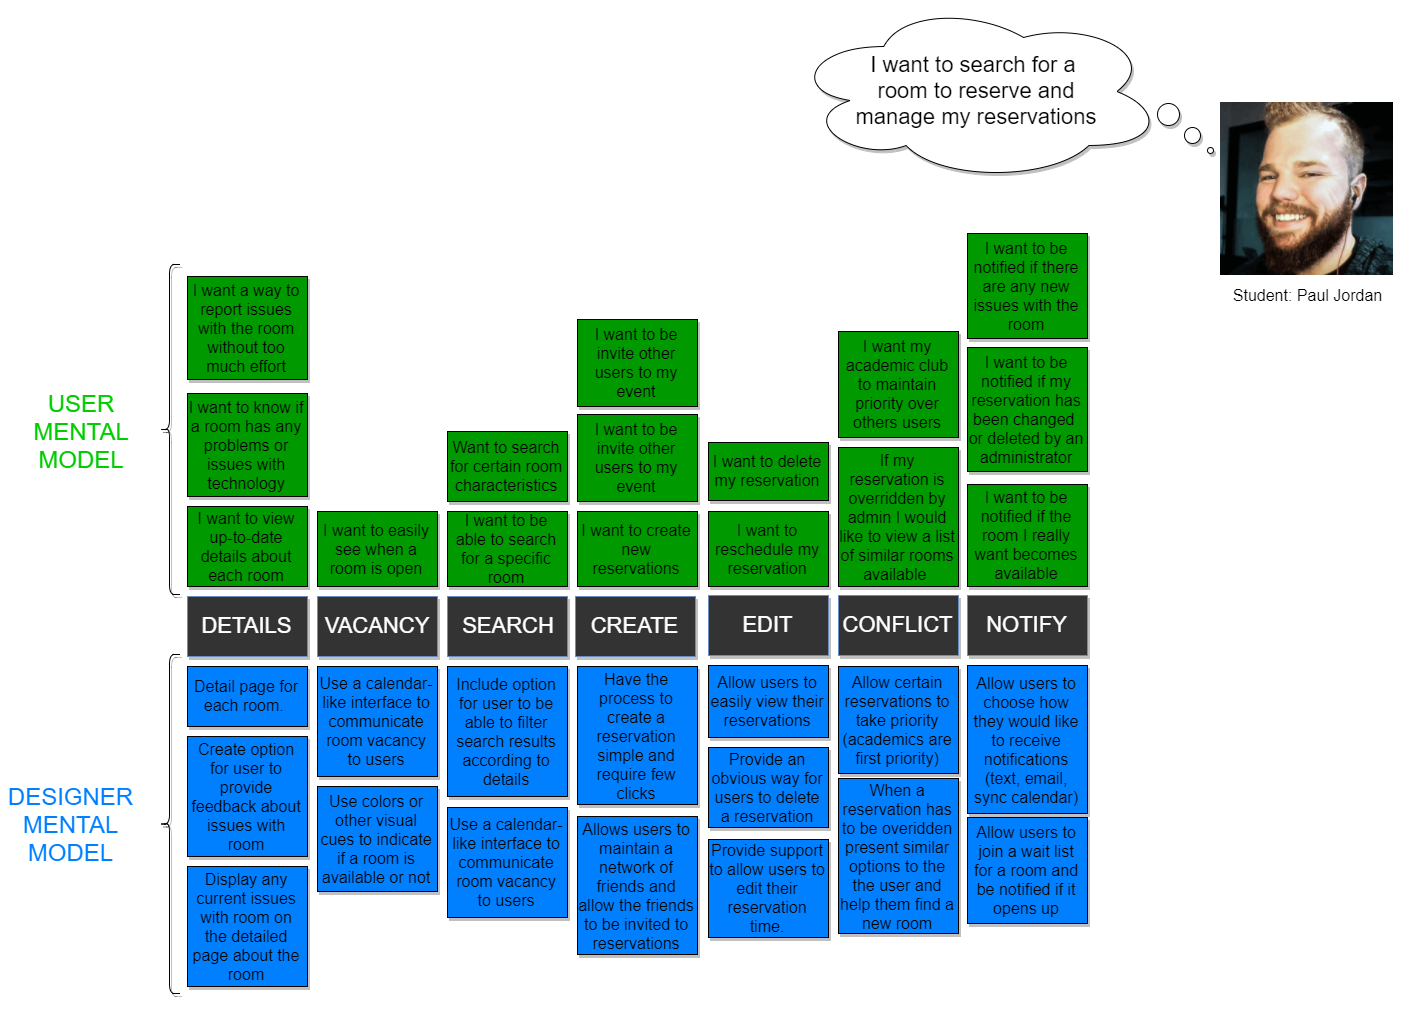 I want to search for a
room to reserve and
manage my reservations
Student: Paul Jordan
USER
MENTAL
MODEL
I want a way to
report issues
with the room
without too
much effort
I want to know if
a room has any
problems or
issues with
technology
I want to view
up-to-date
details about
each room
I want to easily
see when a
room is open
Want to search
for certain room
characteristics
I want to be
able to search
for a specific
room
I want to be
invite other
users to my
event
I want to be
invite other
users to my
event
I want to create
new
reservations
I want to delete
my reservation
I want to
reschedule my
reservation
I want my
academic club
to maintain
priority over
others users
If my
reservation is
overridden by
admin I would
like to view a list
of similar rooms
available
I want to be
notified if there
are any new
issues with the
room
I want to be
notified if my
reservation has
been changed
or deleted by an
administrator
I want to be
notified if the
room I really
want becomes
available
DETAILS
VACANCY
SEARCH
CREATE
EDIT
CONFLICT
NOTIFY
DESIGNER
MENTAL
MODEL
Detail page for
each room.
Create option
for user to
provide
feedback about
issues with
room
Display any
current issues
with room on
the detailed
page about the
room
Use a calendar-
like interface to
communicate
room vacancy
to users
Use colors or
other visual
cues to indicate
if a room is
available or not
Include option
for user to be
able to filter
search results
according to
details
Use a calendar-
like interface to
communicate
room vacancy
to users
Have the
process to
create a
reservation
simple and
require few
clicks
Allows users to
maintain a
network of
friends and
allow the friends
to be invited to
reservations
Allow users to
easily view their
reservations
Provide an
obvious way for
users to delete
a reservation
Provide support
to allow users to
edit their
reservation
time.
Allow certain
reservations to
take priority
(academics are
first priority)
When a
reservation has
to be overidden
present similar
options to the
the user and
help them find a
new room
Allow users to
choose how
they would like
to receive
notifications
(text, email,
sync calendar)
Allow users to
join a wait list
for a room and
be notified if it
opens up